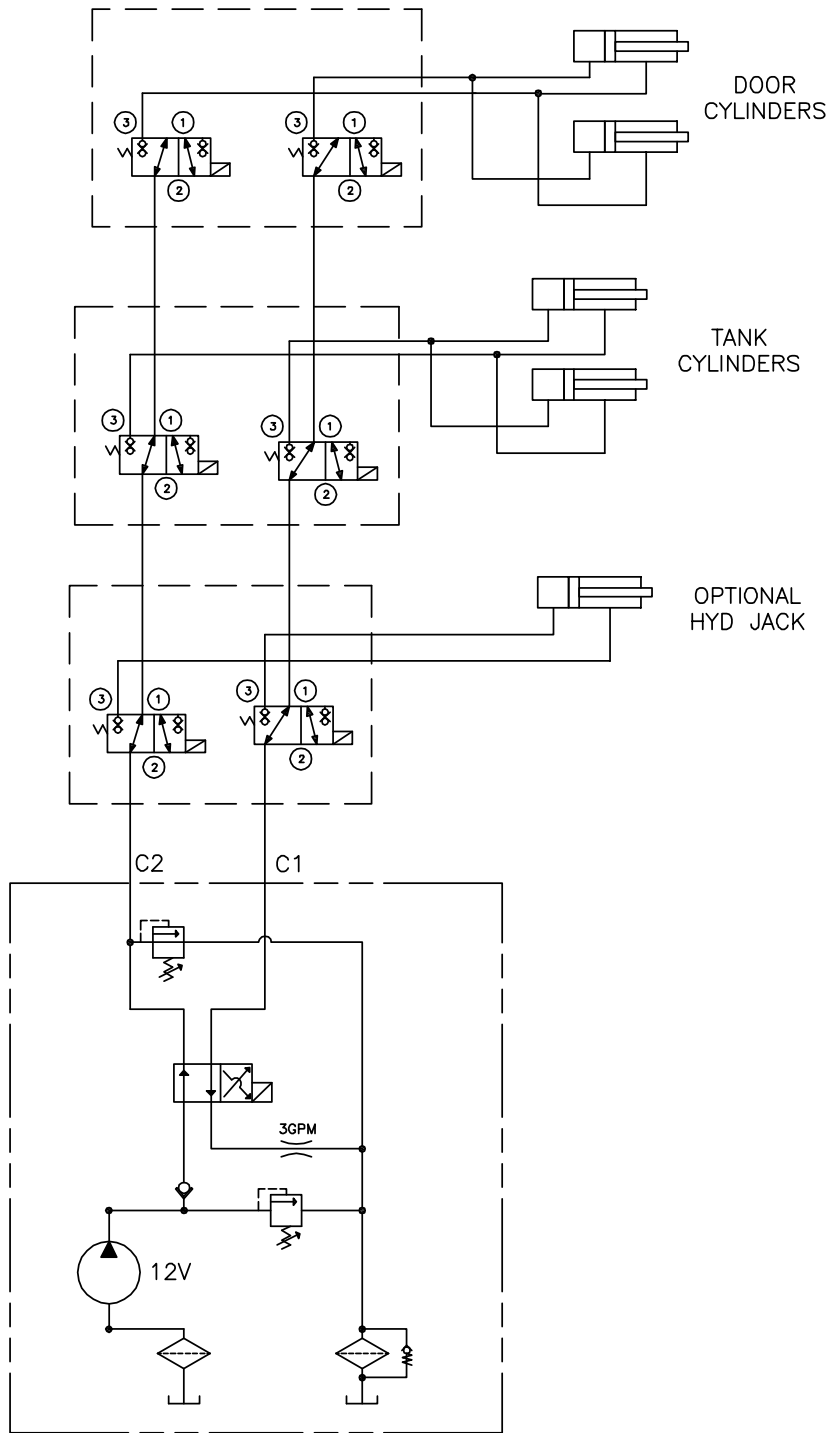 DOOR
CYLINDERS
3 1 3 1
2 2
TANK
CYLINDERS
3 1 3 1
2 2
OPTIONAL
HYD JACK
3 1 3 1
2 2
C2 C1
3GPM
12V